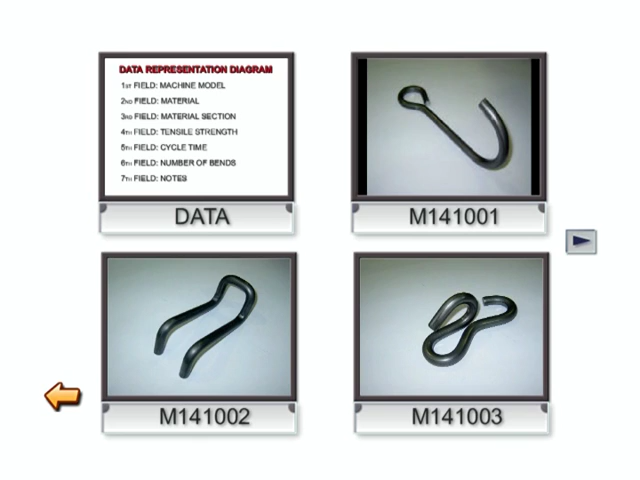 DATA REPRESENTATION DIAGRAM
1ST FIELD: MACHINE MODEL
2ND FIELD: MATERIAL
3RD FIELD: MATERIAL SECTION
4TH FIELD: TENSILE STRENGTH
5TH FIELD: CYCLE TIME
6TH FIELD: NUMBER OF BENDS
7TH FIELD: NOTES
DATA
M141001
M141002
M141003